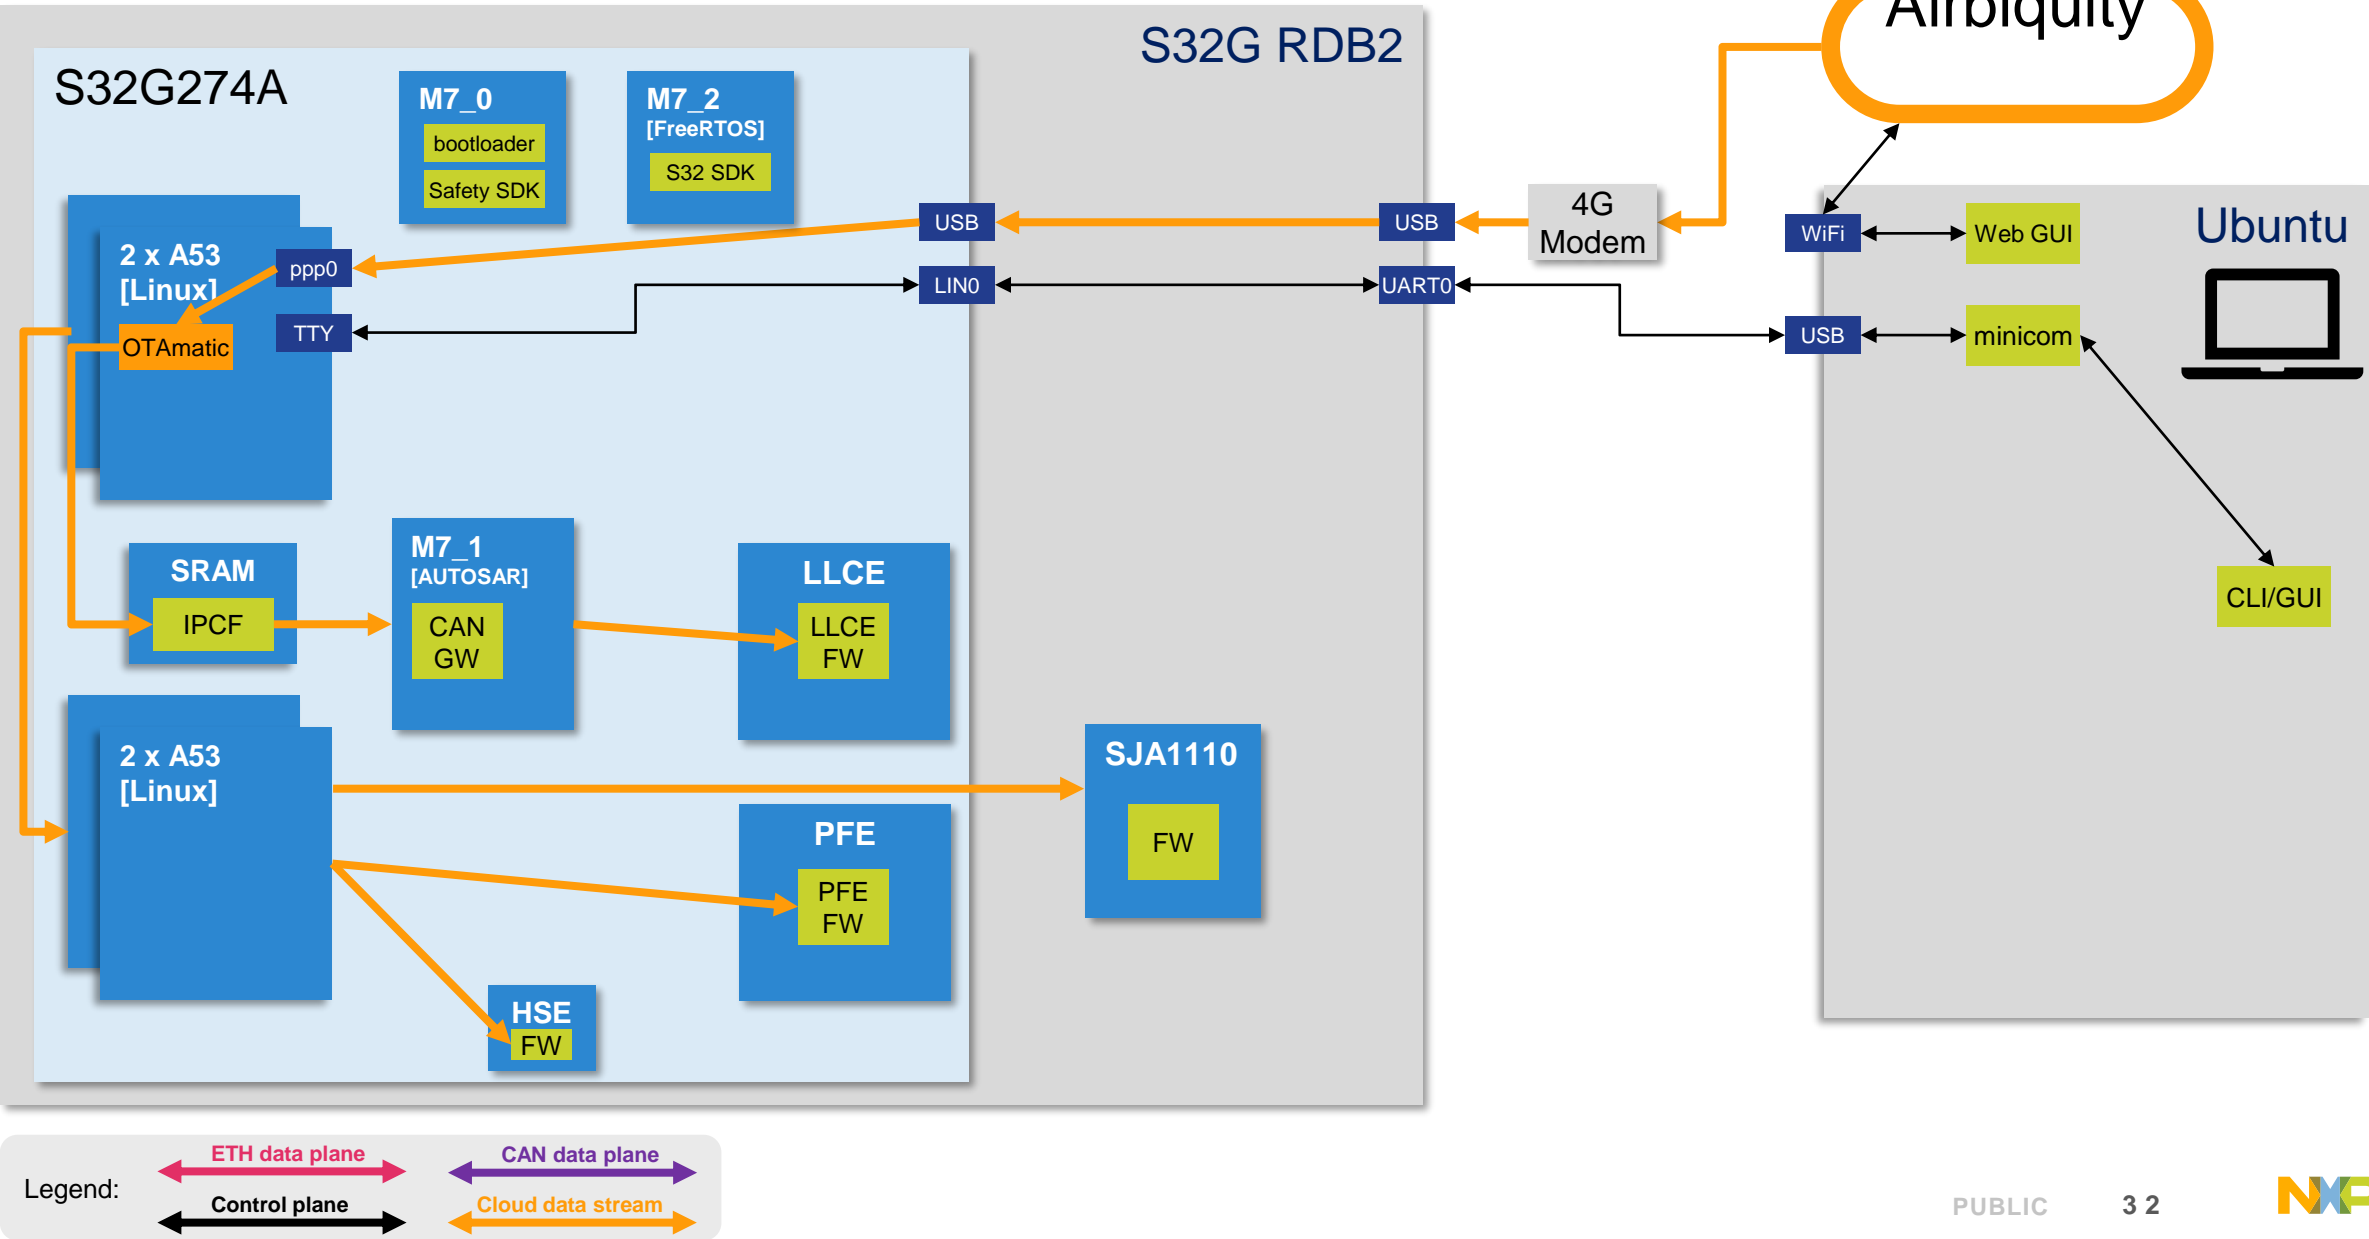 Airbiquity
S32G RDB2
S32G274A
M7_0
bootloader
Safety SDK
M7_2
[FreeRTOS]
S32 SDK
2 x A53
[Linux]
ppp0
OTAmatic
TTY
USB
LIN0
USB
UART0
4G
Modem
WiFi
Web GUI
Ubuntu
USB
minicom
CLI/GUI
SRAM
IPCF
M7_1
[AUTOSAR]
CAN
GW
LLCE
LLCE
FW
2 x A53
[Linux]
SJA1110
FW
PFE
PFE
FW
HSE
FW
Legend:
ETH data plane
CAN data plane
Control plane
Cloud data stream
PUBLIC
32
NXP